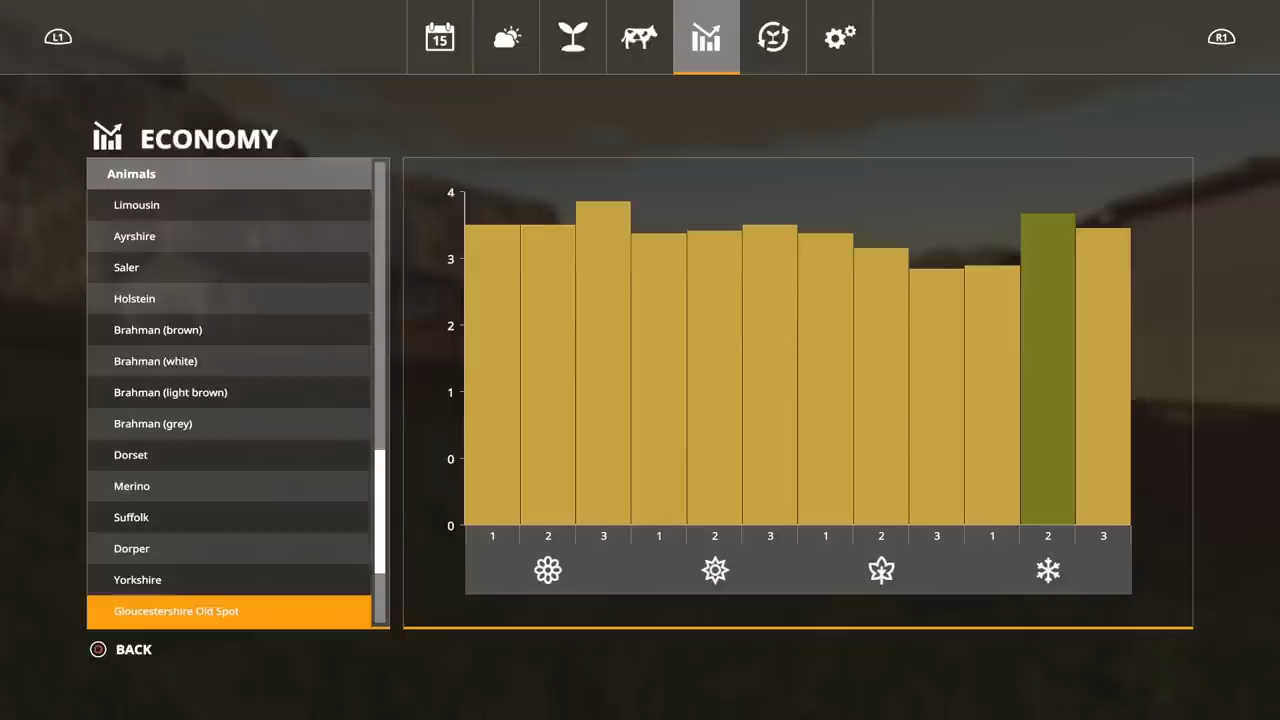 L1
15
R1
ECONOMY
Animals
Limousin
Ayrshire
Saler
Holstein
Brahman (brown)
Brahman (white)
Brahman (light brown)
Brahman (grey)
Dorset
Merino
Suffolk
Dorper
Yorkshire
Gloucestershire Old Spot
4
3
2
1
0
0
1 2 3 1 2 3 1 2 3 1 2 3
BACK